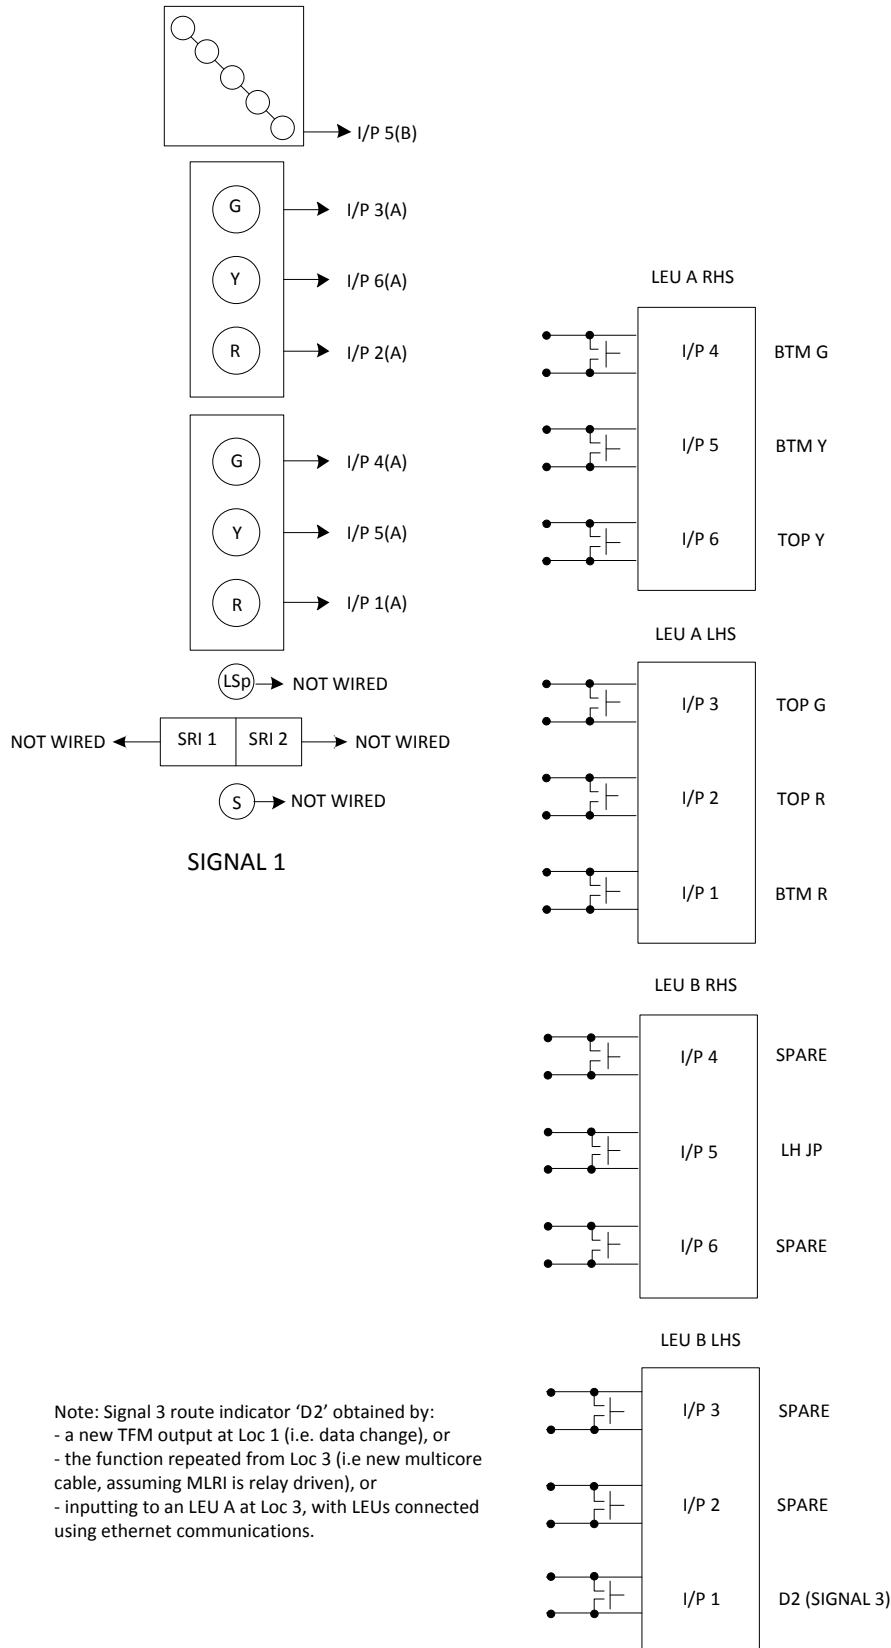 I/P 5(B)
G
I/P 3(A)
Y
I/P 6(A)
R
I/P 2(A)
G
I/P 4(A)
Y
I/P 5(A)
R
I/P 1(A)
LSp
NOT WIRED
NOT WIRED
SRI 1
SRI 2
NOT WIRED
S
NOT WIRED
SIGNAL 1
LEU A RHS
I/P 4
BTM G
I/P 5
BTM Y
I/P 6
TOP Y
LEU A LHS
I/P 3
TOP G
I/P 2
TOP R
I/P 1
BTM R
LEU B RHS
I/P 4
SPARE
I/P 5
LH JP
I/P 6
SPARE
LEU B LHS
I/P 3
SPARE
I/P 2
SPARE
I/P 1
D2 (SIGNAL 3)
Note: Signal 3 route indicator ‘D2’ obtained by:
- a new TFM output at Loc 1 (i.e. data change), or
- the function repeated from Loc 3 (i.e new multicore
cable, assuming MLRI is relay driven), or
- inputting to an LEU A at Loc 3, with LEUs connected
using ethernet communications.